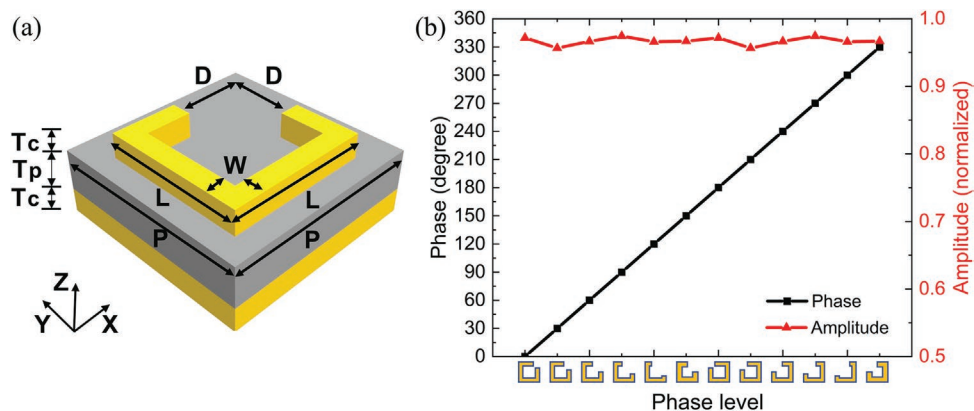 (a)
D D
Tc
Tp
Tc
W
L L
P P
Z
Y X
(b)
360
330
300
270
240
210
180
150
120
90
60
30
0
Phase (degree)
1.0
0.9
0.8
0.7
0.6
0.5
Amplitude (normalized)
Phase
Amplitude
Phase level